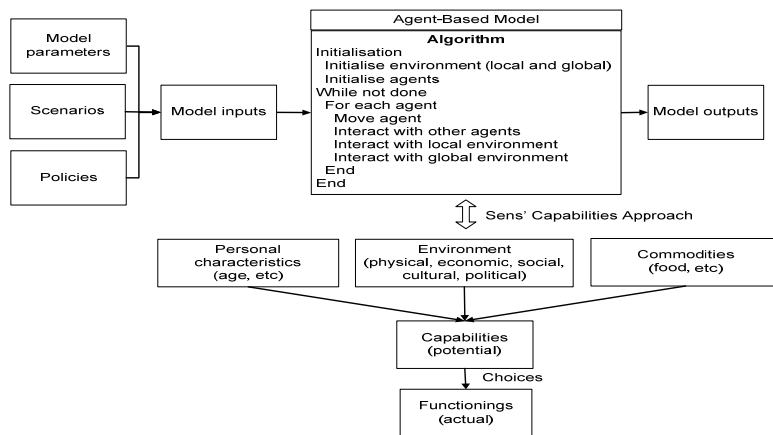 Model
parameters
Scenarios
Policies
Model inputs
Agent-Based Model
Algorithm
Initialisation
Initialise environment (local and global)
Initialise agents
While not done
For each agent
Move agent
Interact with other agents
Interact with local environment
Interact with global environment
End
End
Model outputs
Sens' Capabilities Approach
Personal
characteristics
(age, etc)
Environment
(physical, economic, social,
cultural, political)
Commodities
(food, etc)
Capabilities
(potential)
Choices
Functionings
(actual)